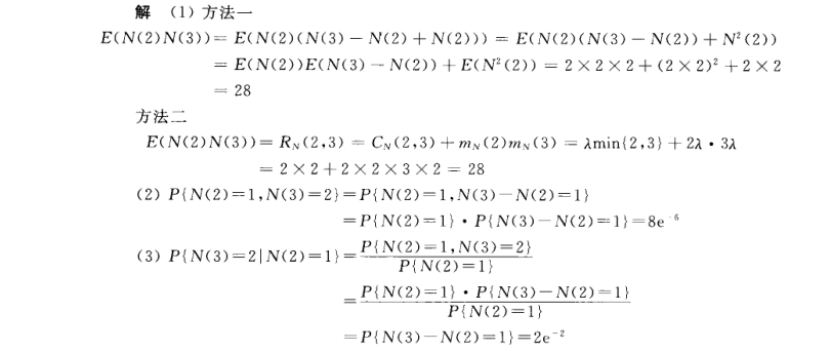 解 (1) 方法一
E(N(2)N(3))= E(N(2)(N(3)-N(2)+N(2))) = E(N(2)(N(3)-N(2))+N²(2))
= E(N(2))E(N(3)-N(2))+E(N²(2)) = 2×2×2+(2×2)²+2×2
= 28
方法二
E(N(2)N(3))= R_N(2,3) = C_N(2,3)+m_N(2)m_N(3) = λmin{2,3}+2λ·3λ
= 2×2+2×2×3×2 = 28
(2) P{N(2)=1,N(3)=2}=P{N(2)=1,N(3)-N(2)=1}
=P{N(2)=1}·P{N(3)-N(2)=1}=8e⁻⁶
(3) P{N(3)=2|N(2)=1}=P{N(2)=1,N(3)=2}/P{N(2)=1}
=P{N(2)=1}·P{N(3)-N(2)=1}/P{N(2)=1}
=P{N(3)-N(2)=1}=2e⁻²